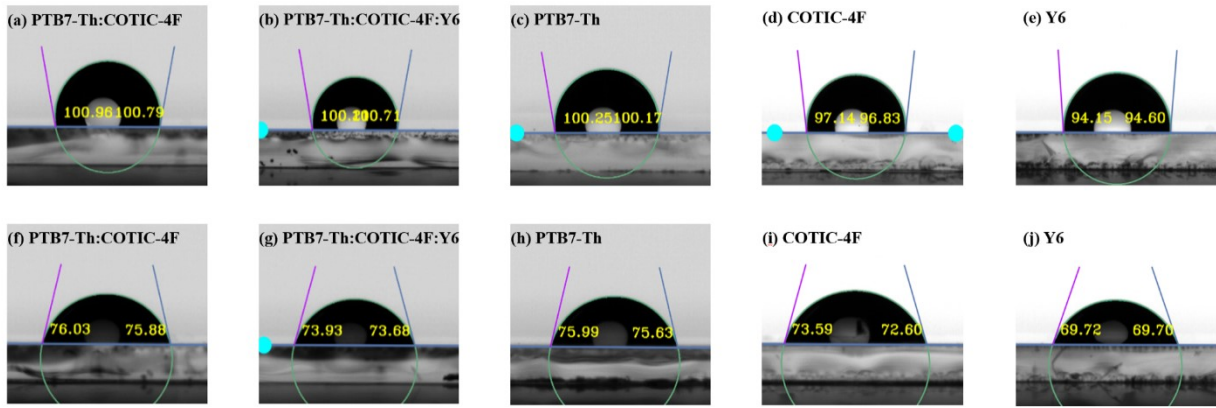 (a) PTB7-Th:COTIC-4F
100.96 100.79
(b) PTB7-Th:COTIC-4F:Y6
100.71
(c) PTB7-Th
100.25 100.17
(d) COTIC-4F
97.14 96.83
(e) Y6
94.15 94.60
(f) PTB7-Th:COTIC-4F
76.03 75.88
(g) PTB7-Th:COTIC-4F:Y6
73.93 73.68
(h) PTB7-Th
75.99 75.63
(i) COTIC-4F
73.59 72.60
(j) Y6
69.72 69.70